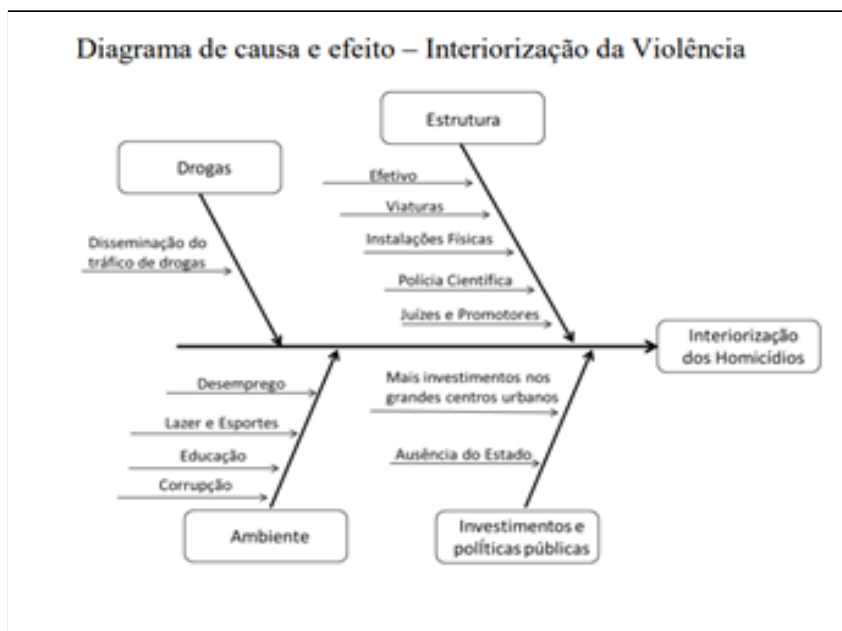 Diagrama de causa e efeito – Interiorização da Violência
Estrutura
Drogas
Efetivo
Viaturas
Disseminação do
tráfico de drogas
Instalações Físicas
Polícia Científica
Juízes e Promotores
Interiorização
dos Homicídios
Desemprego
Mais investimentos nos
grandes centros urbanos
Lazer e Esportes
Educação
Ausência do Estado
Corrupção
Ambiente
Investimentos e
políticas públicas